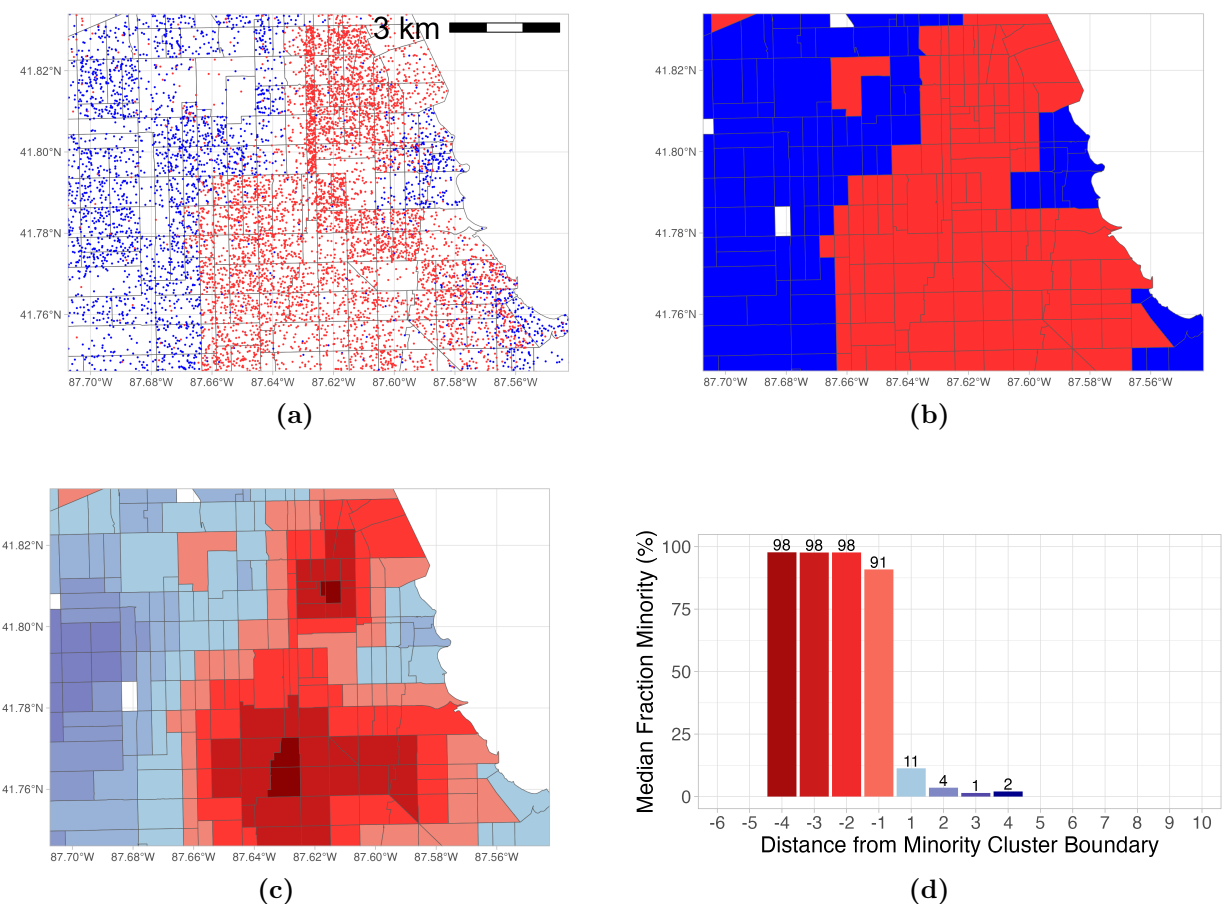 3 km
41.82°N
41.80°N
41.78°N
41.76°N
87.70°W 87.68°W 87.66°W 87.64°W 87.62°W 87.60°W 87.58°W 87.56°W
(a)
41.82°N
41.80°N
41.78°N
41.76°N
87.70°W 87.68°W 87.66°W 87.64°W 87.62°W 87.60°W 87.58°W 87.56°W
(b)
41.82°N
41.80°N
41.78°N
41.76°N
87.70°W 87.68°W 87.66°W 87.64°W 87.62°W 87.60°W 87.58°W 87.56°W
(c)
Median Fraction Minority (%)
100
75
50
25
0
98 98 98 91 11 4 1 2
-6 -5 -4 -3 -2 -1 1 2 3 4 5 6 7 8 9 10
Distance from Minority Cluster Boundary
(d)